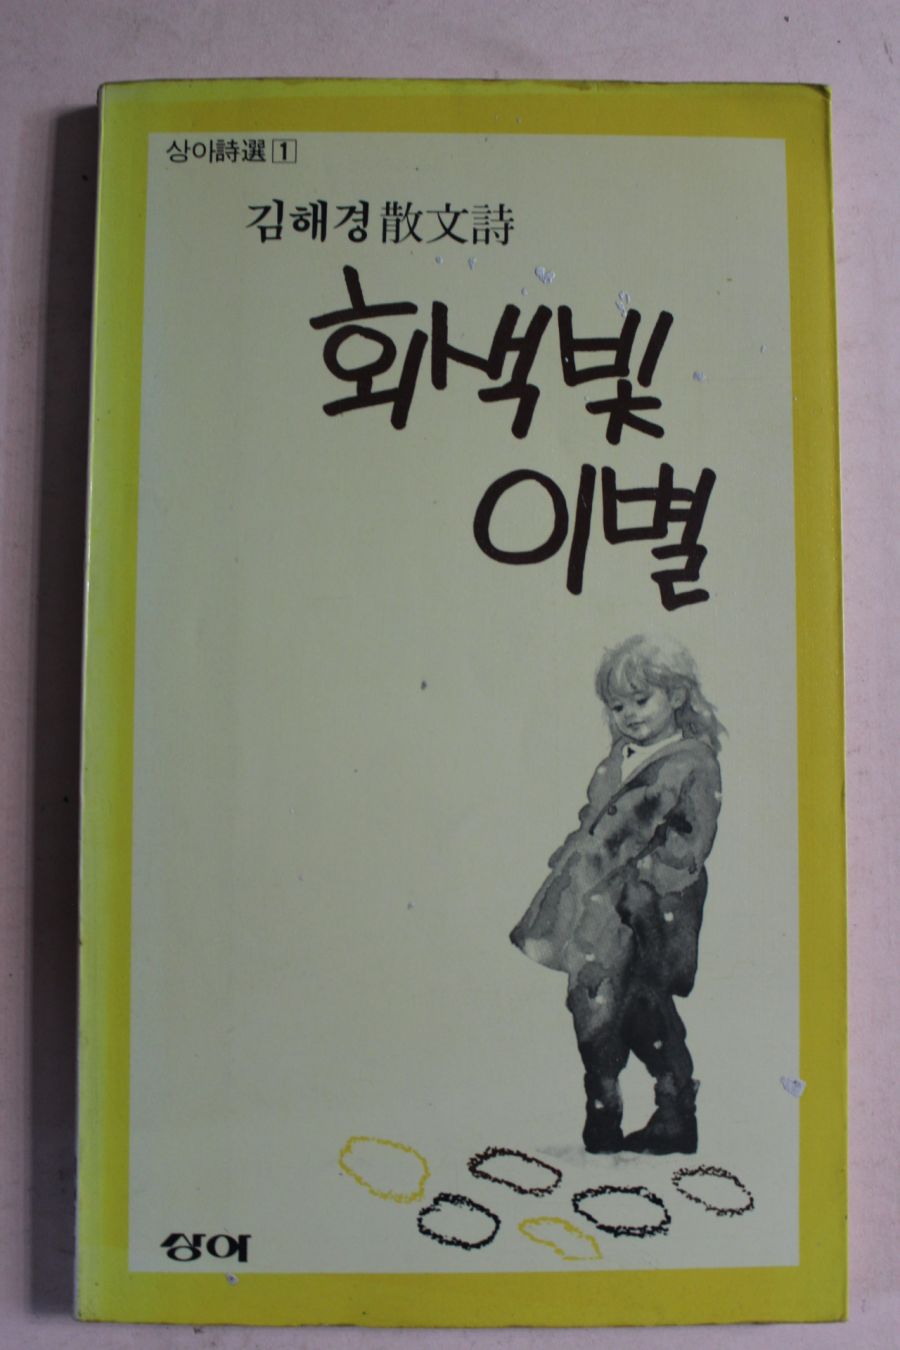 상아詩選 1
김해경 散文詩
회색빛
이별
상아